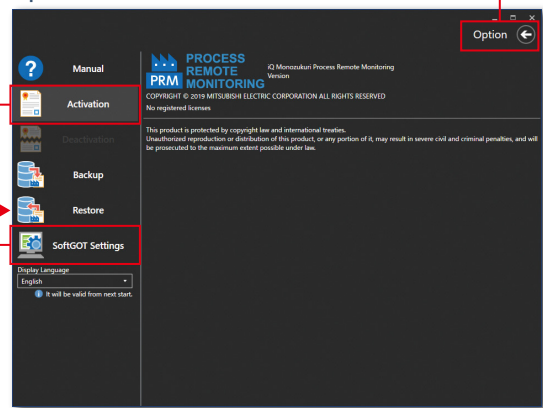 Option
?
Manual
Activation
Deactivation
Backup
Restore
SoftGOT Settings
Display Language
English
i It will be valid from next start.
PRM
PROCESS
REMOTE
MONITORING
iQ Monozukuri Process Remote Monitoring
Version
COPYRIGHT © 2019 MITSUBISHI ELECTRIC CORPORATION ALL RIGHTS RESERVED
No registered licenses
This product is protected by copyright law and international treaties.
Unauthorized reproduction or distribution of this product, or any portion of it, may result in severe civil and criminal penalties, and will
be prosecuted to the maximum extent possible under law.